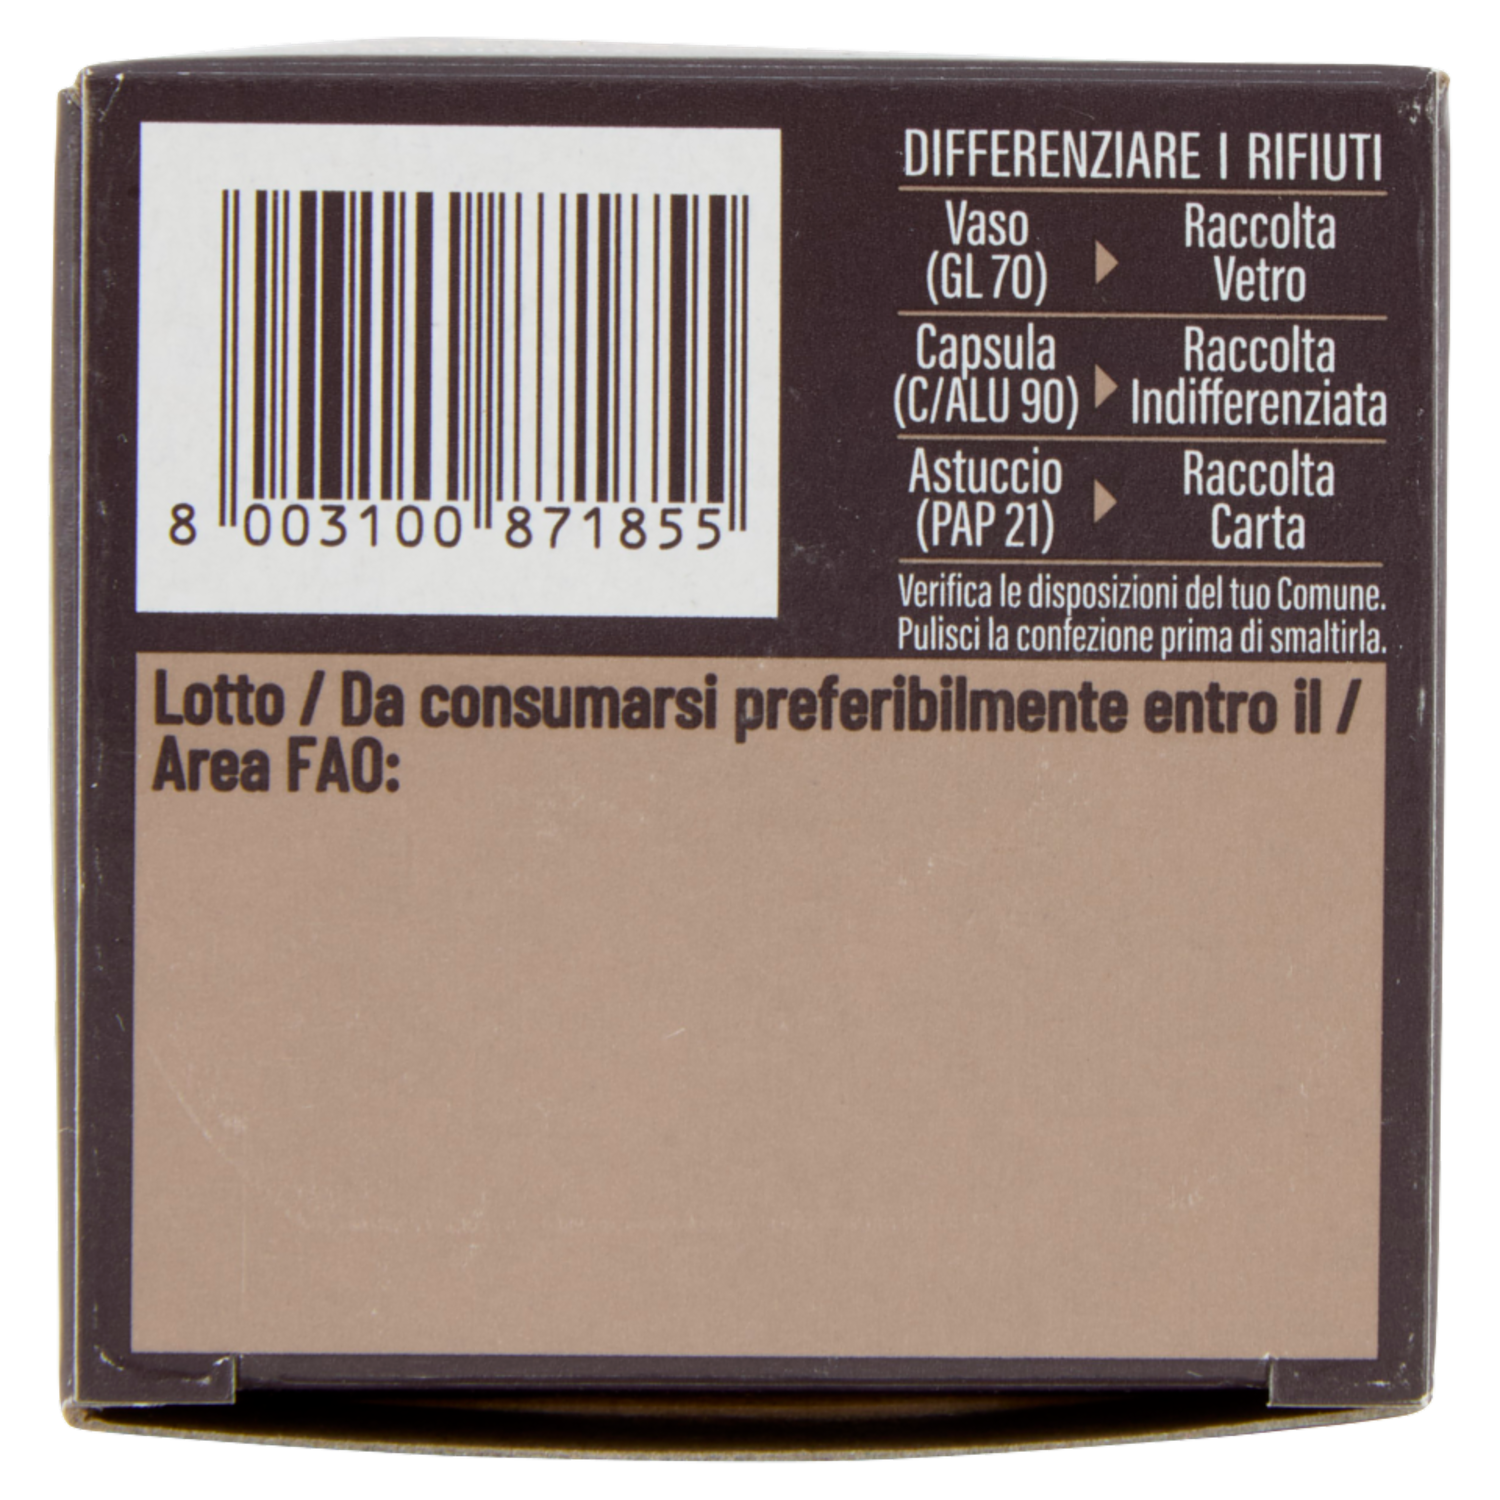 8 003100 871855
DIFFERENZIARE I RIFIUTI
Vaso
(GL 70)
Raccolta
Vetro
Capsula
(C/ALU 90)
Raccolta
Indifferenziata
Astuccio
(PAP 21)
Raccolta
Carta
Verifica le disposizioni del tuo Comune.
Pulisci la confezione prima di smaltirla.
Lotto / Da consumarsi preferibilmente entro il /
Area FAO: